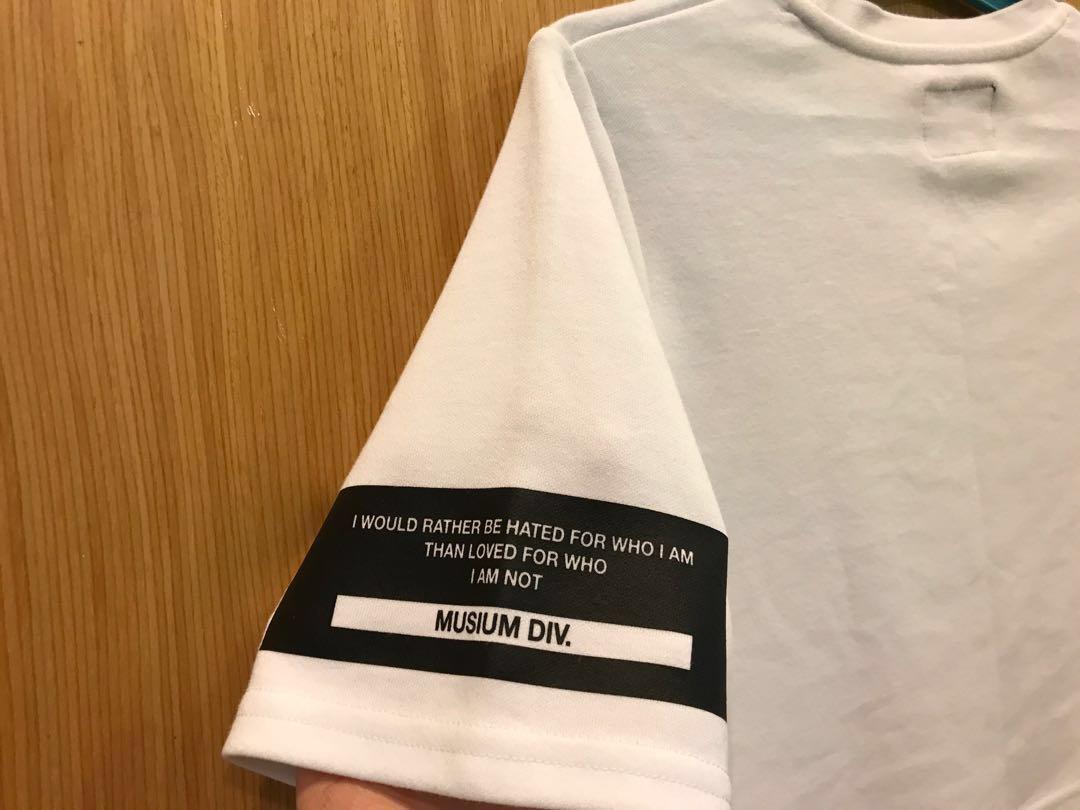 I WOULD RATHER BE HATED FOR WHO I AM
THAN LOVED FOR WHO
I AM NOT
MUSIUM DIV.